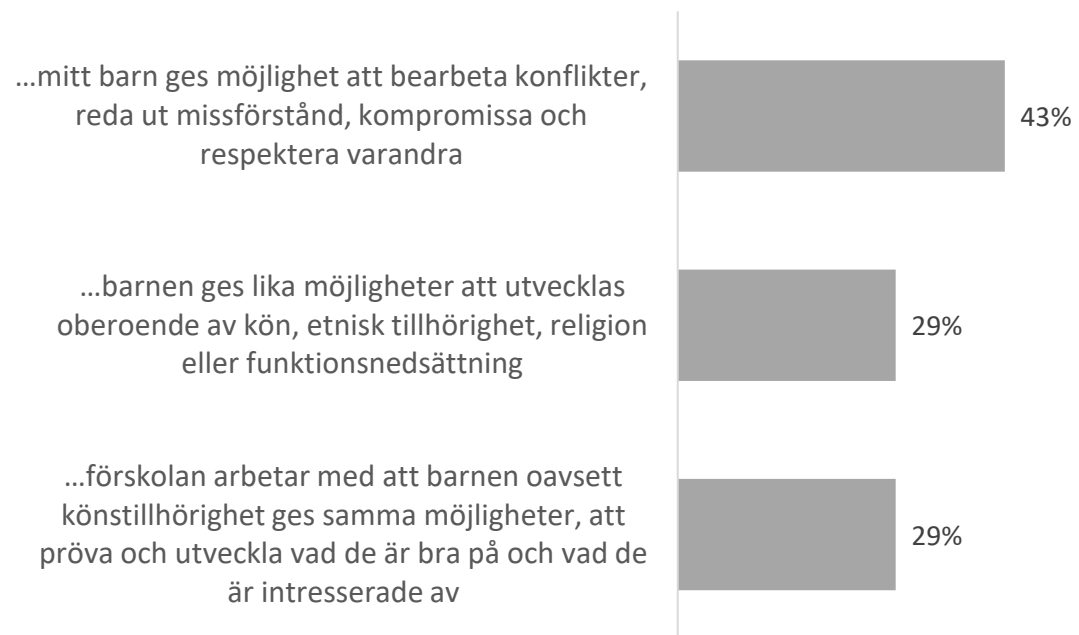 ...mitt barn ges möjlighet att bearbeta konflikter,
reda ut missförstånd, kompromissa och
respektera varandra
43%
...barnen ges lika möjligheter att utvecklas
oberoende av kön, etnisk tillhörighet, religion
eller funktionsnedsättning
29%
...förskolan arbetar med att barnen oavsett
könstillhörighet ges samma möjligheter, att
pröva och utveckla vad de är bra på och vad de
är intresserade av
29%